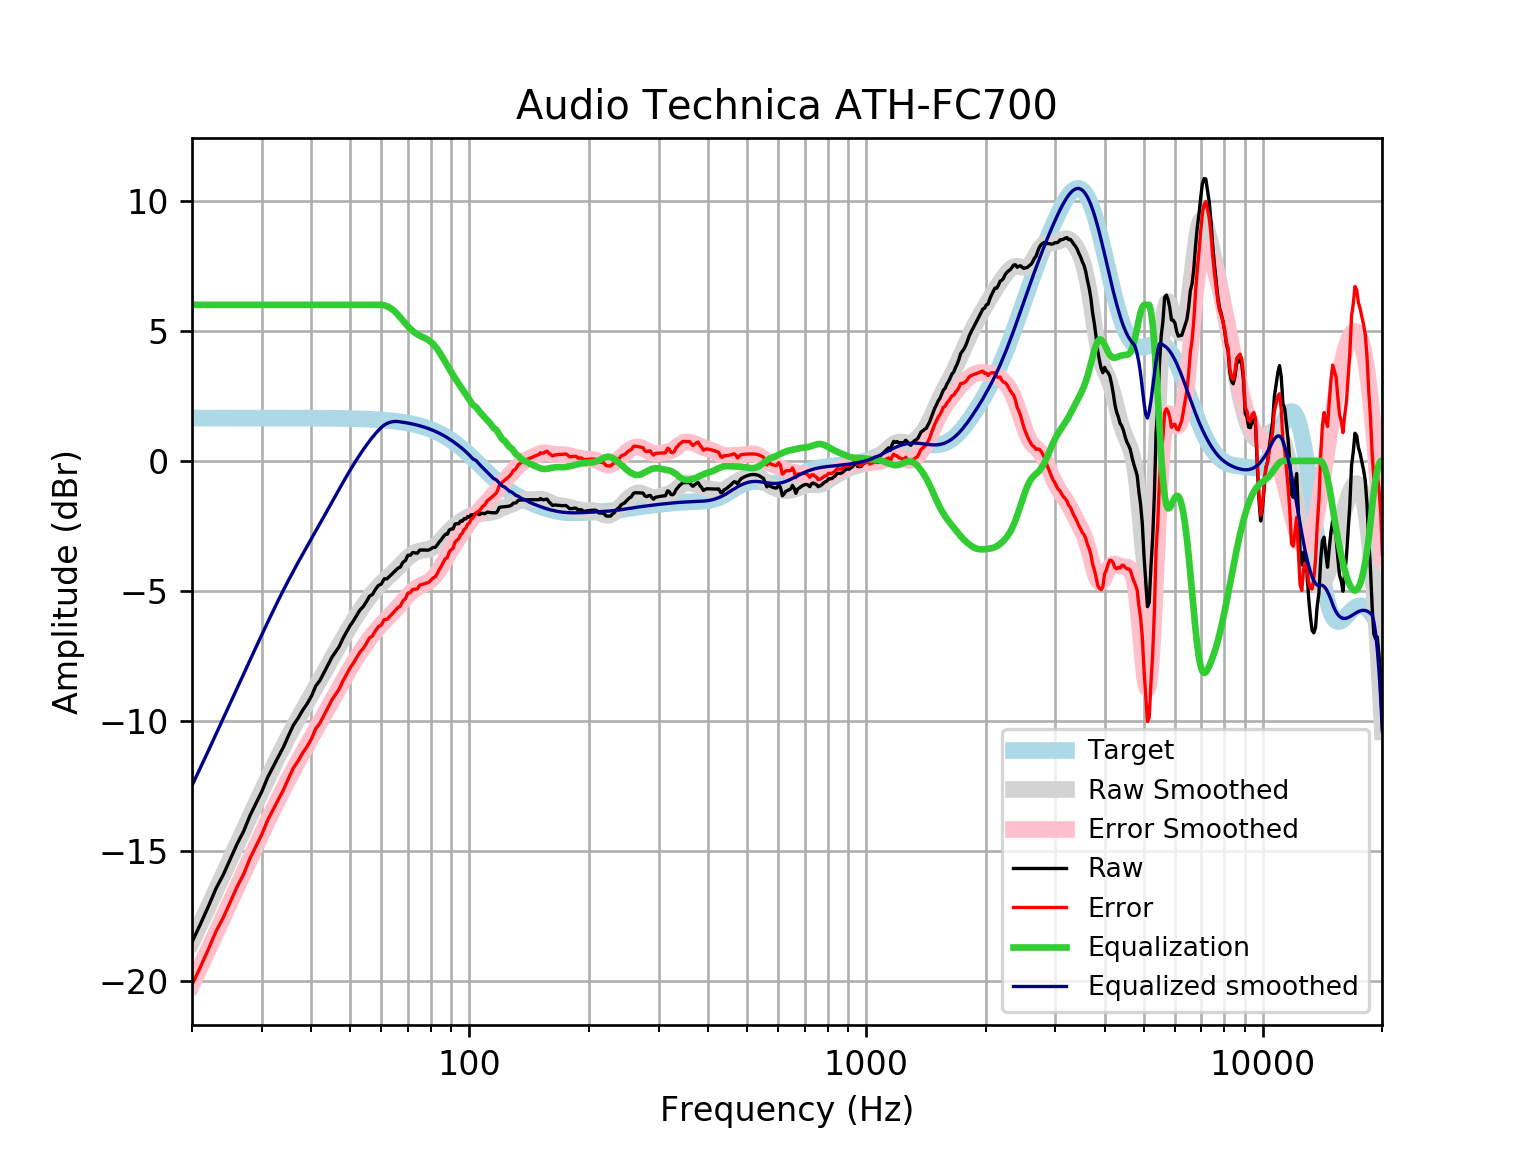 Audio Technica ATH-FC700
10
5
0
−5
−10
−15
−20
Amplitude (dBr)
Target
Raw Smoothed
Error Smoothed
Raw
Error
Equalization
Equalized smoothed
100
1000
10000
Frequency (Hz)